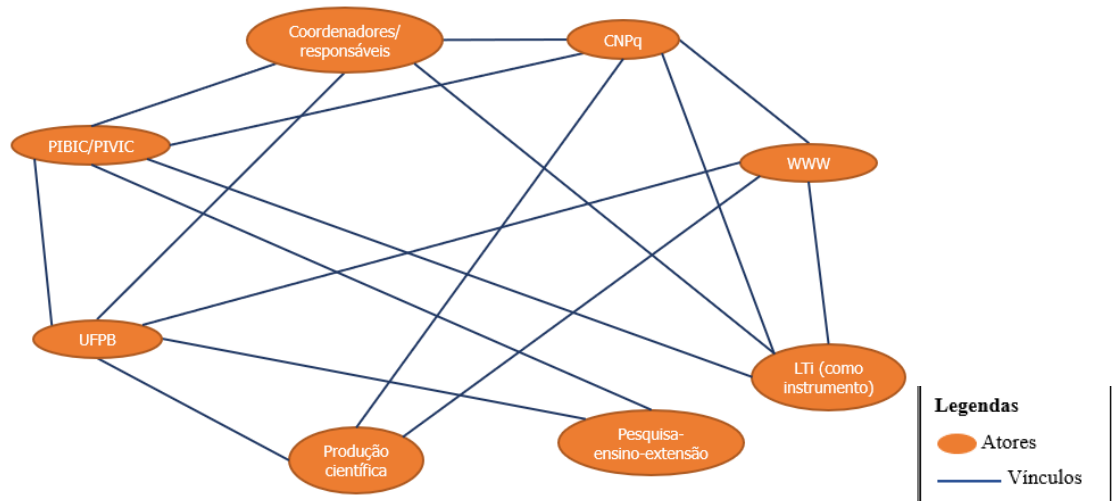 Coordenadores/
responsáveis
CNPq
PIBIC/PIVIC
WWW
UFPB
LTi (como
instrumento)
Pesquisa-
ensino-extensão
Produção
científica
Legendas
Atores
Vínculos